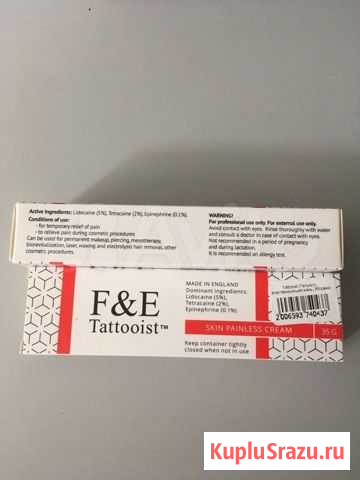 Active Ingredients: Lidocaine (5%), Tetracaine (2%), Epinephrine (0.1%).
Conditions of use:
- for temporary relief of pain
- to relieve pain during cosmetic procedures
Can be used for permanent makeup, piercing, mesotherapy,
biorevitalization, laser, waxing and electrolysis hair removal, other
cosmetic procedures.
WARNING!
For professional use only. For external use only.
Avoid contact with eyes. Rinse thoroughly with water
and consult a doctor in case of contact with eyes.
Not recommended in a period of pregnancy
and during lactation.
It is recommended an allergy test.
F&E
Tattooist™
MADE IN ENGLAND
Dominant Ingredients:
Lidocaine (5%),
Tetracaine (2%),
Epinephrine (0.1%)
SKIN PAINLESS CREAM
35 G
Keep container tightly
closed when not in use
2 006593 740437
KupluSrazu.ru